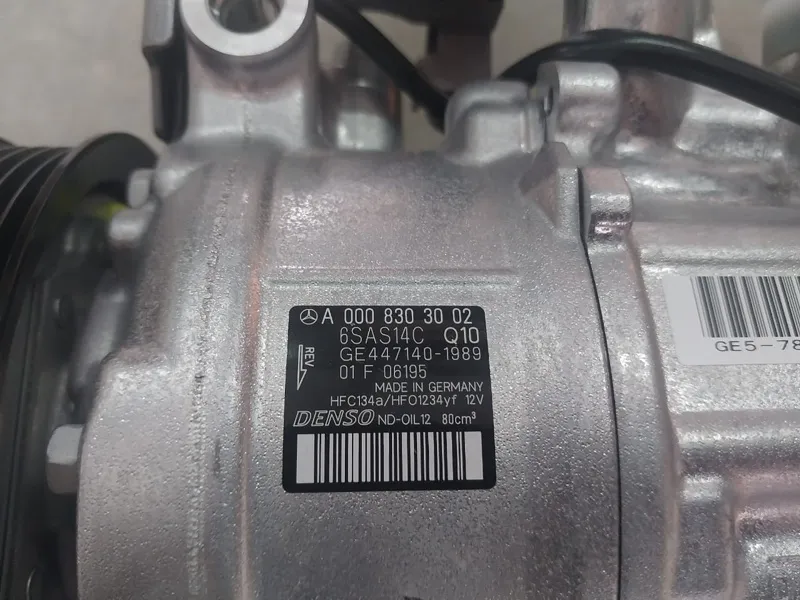 A 000 830 30 02
6SAS14C Q10
REV.
GE447140-1989
01 F 06195
MADE IN GERMANY
HFC134a/HFO1234yf 12V
DENSO ND-OIL12 80cm³
GE5-78